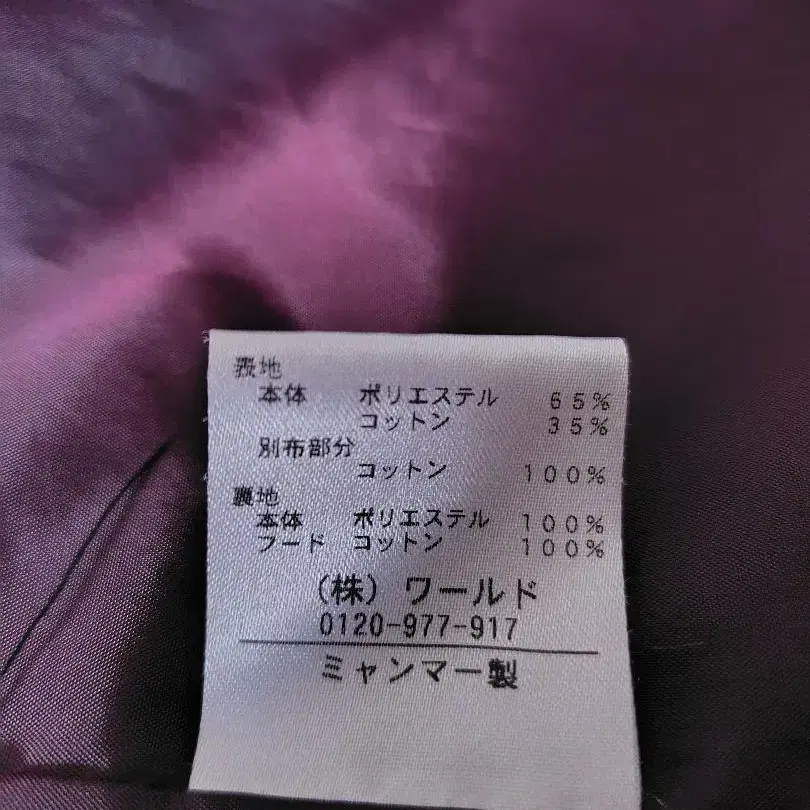 表地
本体 ポリエステル 65%
コットン 35%
別布部分
コットン 100%
裏地
本体 ポリエステル 100%
フード コットン 100%
(株) ワールド
0120-977-917
ミャンマー製